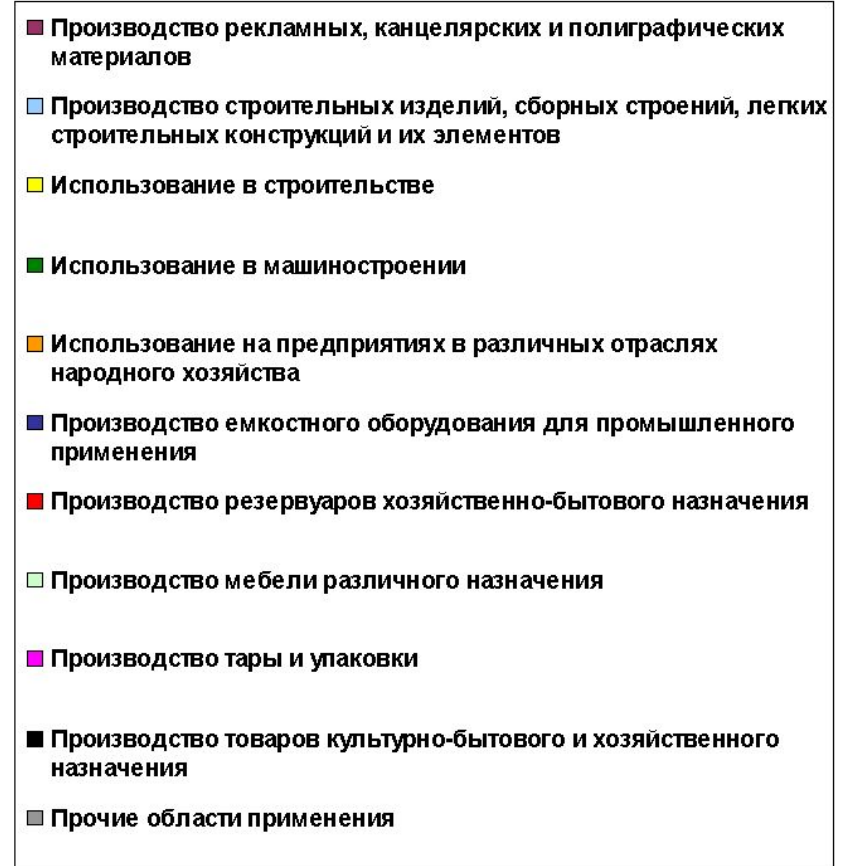 Производство рекламных, канцелярских и полиграфических
материалов
Производство строительных изделий, сборных строений, легких
строительных конструкций и их элементов
Использование в строительстве
Использование в машиностроении
Использование на предприятиях в различных отраслях
народного хозяйства
Производство емкостного оборудования для промышленного
применения
Производство резервуаров хозяйственно-бытового назначения
Производство мебели различного назначения
Производство тары и упаковки
Производство товаров культурно-бытового и хозяйственного
назначения
Прочие области применения